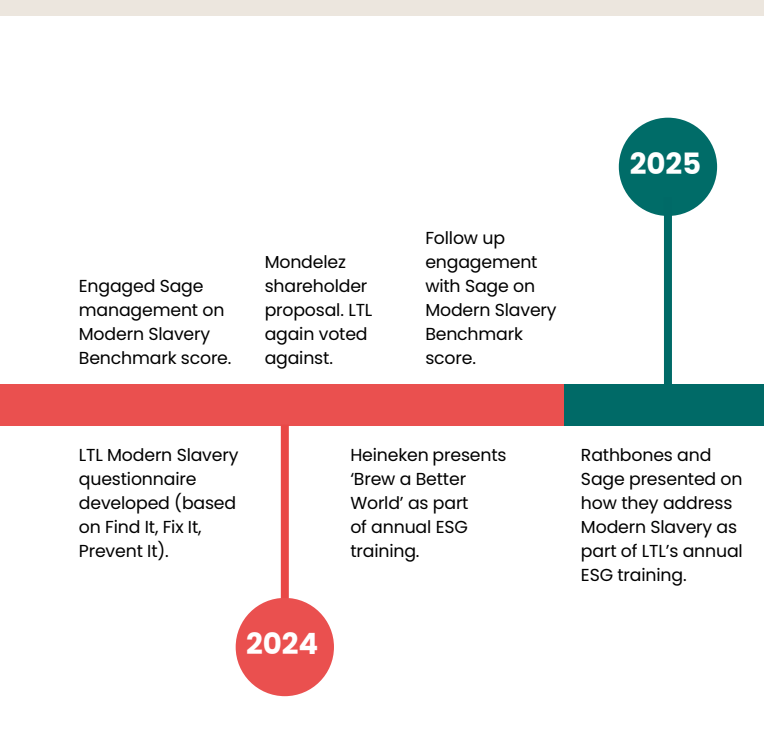 2025
Engaged Sage
management on
Modern Slavery
Benchmark score.
Mondelez
shareholder
proposal. LTL
again voted
against.
Follow up
engagement
with Sage on
Modern Slavery
Benchmark
score.
LTL Modern Slavery
questionnaire
developed (based
on Find It, Fix It,
Prevent It).
Heineken presents
‘Brew a Better
World’ as part
of annual ESG
training.
Rathbones and
Sage presented on
how they address
Modern Slavery as
part of LTL’s annual
ESG training.
2024